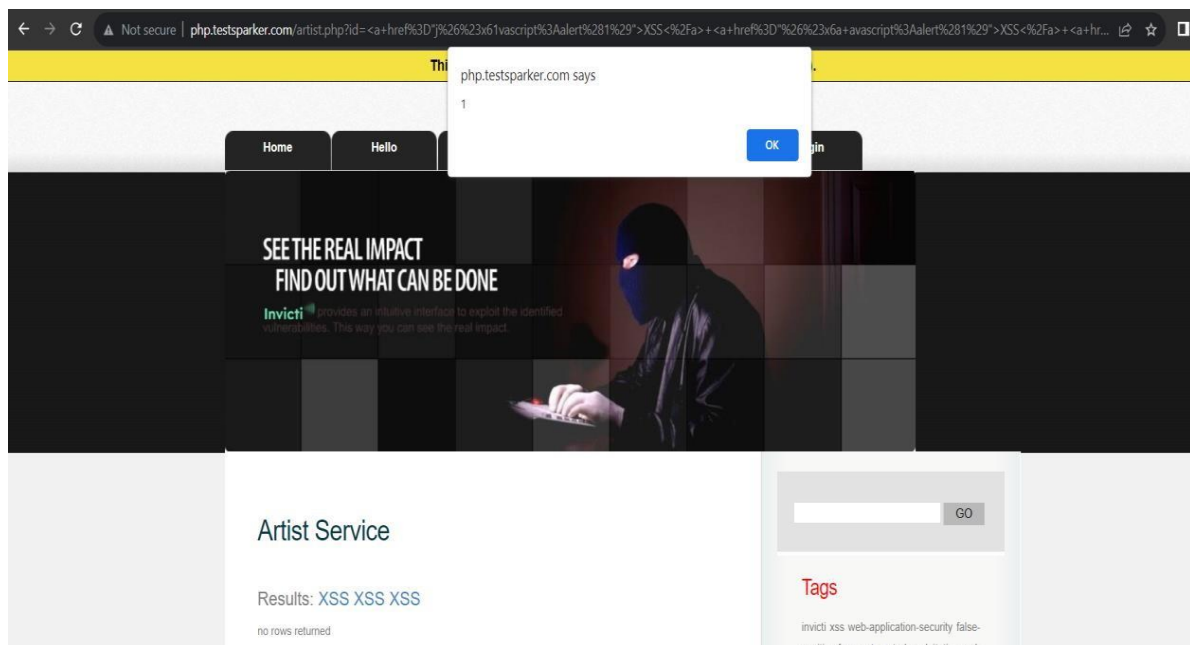 Not secure | php.testsparker.com/artist.php?id=<a+href%3D"j%26%23x61vascript%3Aalert%281%29">XSS<%2Fa>+<a+href%3D"%26%23x6a+avascript%3Aalert%281%29">XSS<%2Fa>+<a+hr...
Thi
php.testsparker.com says
1
OK
Home
Hello
gin
SEE THE REAL IMPACT
FIND OUT WHAT CAN BE DONE
Invicti provides an intuitive interface to exploit the identified
vulnerabilities. This way you can see the real impact.
Artist Service
GO
Results: XSS XSS XSS
no rows returned
Tags
invicti xss web-application-security false-